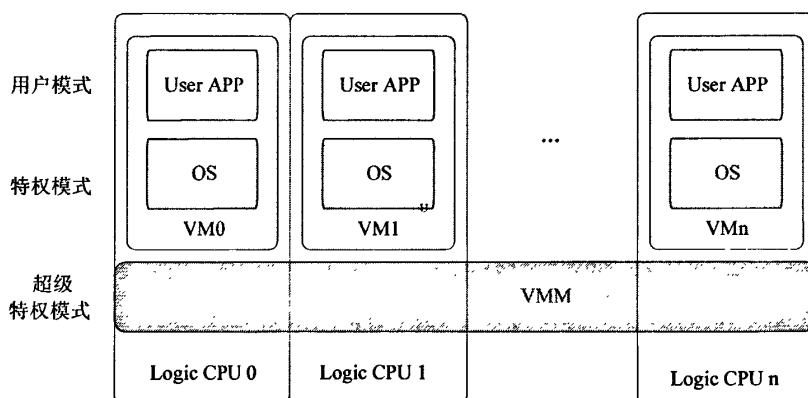 用户模式
User APP
User APP
User APP
...
特权模式
OS
OS
OS
VM0
VM1
VMn
超级
特权模式
VMM
Logic CPU 0
Logic CPU 1
Logic CPU n